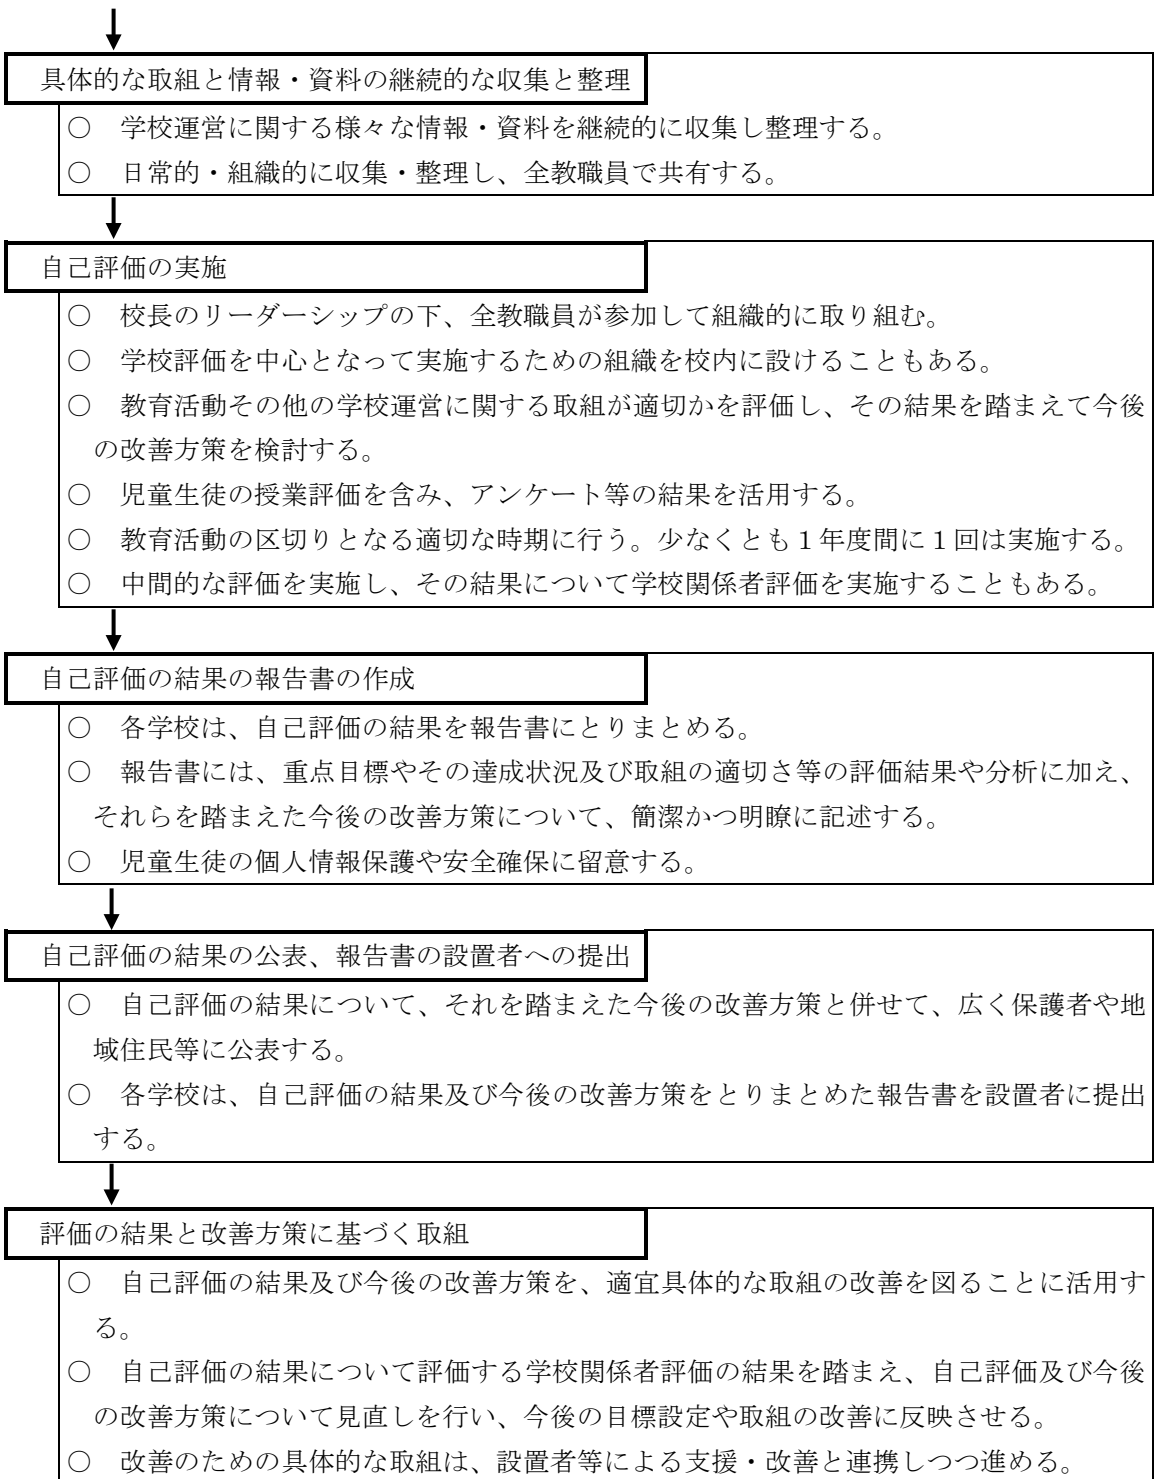 具体的な取組と情報・資料の継続的な収集と整理
○　学校運営に関する様々な情報・資料を継続的に収集し整理する。
○　日常的・組織的に収集・整理し、全教職員で共有する。
自己評価の実施
○　校長のリーダーシップの下、全教職員が参加して組織的に取り組む。
○　学校評価を中心となって実施するための組織を校内に設けることもある。
○　教育活動その他の学校運営に関する取組が適切かを評価し、その結果を踏まえて今後
の改善方策を検討する。
○　児童生徒の授業評価を含み、アンケート等の結果を活用する。
○　教育活動の区切りとなる適切な時期に行う。少なくとも１年度間に１回は実施する。
○　中間的な評価を実施し、その結果について学校関係者評価を実施することもある。
自己評価の結果の報告書の作成
○　各学校は、自己評価の結果を報告書にとりまとめる。
○　報告書には、重点目標やその達成状況及び取組の適切さ等の評価結果や分析に加え、
それらを踏まえた今後の改善方策について、簡潔かつ明瞭に記述する。
○　児童生徒の個人情報保護や安全確保に留意する。
自己評価の結果の公表、報告書の設置者への提出
○　自己評価の結果について、それを踏まえた今後の改善方策と併せて、広く保護者や地
域住民等に公表する。
○　各学校は、自己評価の結果及び今後の改善方策をとりまとめた報告書を設置者に提出
する。
評価の結果と改善方策に基づく取組
○　自己評価の結果及び今後の改善方策を、適宜具体的な取組の改善を図ることに活用す
る。
○　自己評価の結果について評価する学校関係者評価の結果を踏まえ、自己評価及び今後
の改善方策について見直しを行い、今後の目標設定や取組の改善に反映させる。
○　改善のための具体的な取組は、設置者等による支援・改善と連携しつつ進める。